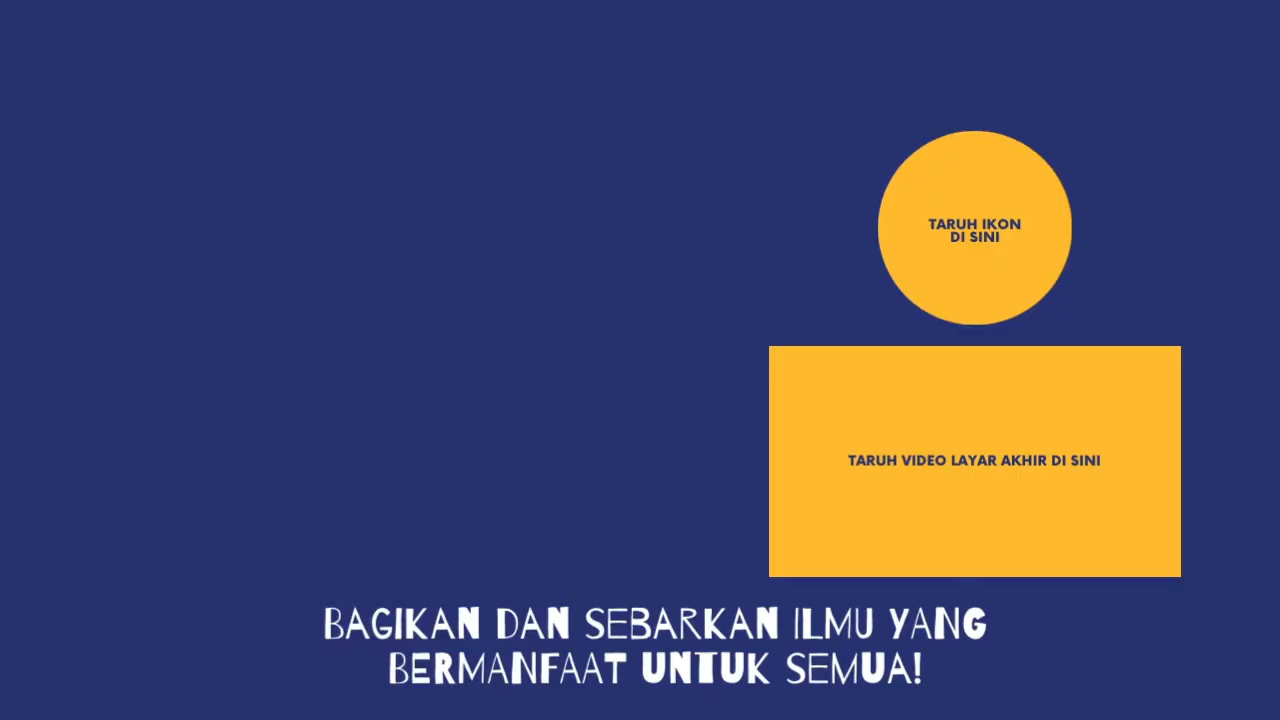 TARUH IKON
DI SINI
TARUH VIDEO LAYAR AKHIR DI SINI
BAGIKAN DAN SEBARKAN ILMU YANG
BERMANFAAT UNTUK SEMUA!